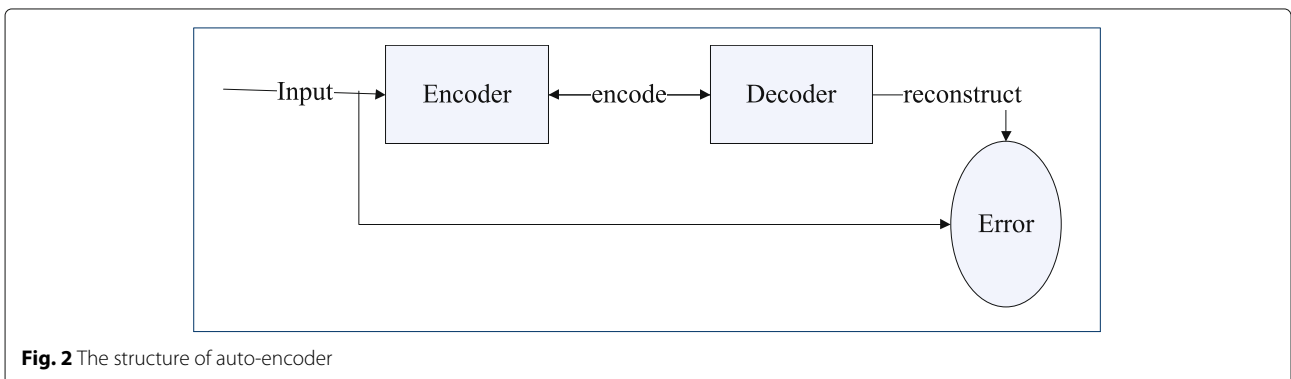 Input
Encoder
encode
Decoder
reconstruct
Error
Fig. 2 The structure of auto-encoder